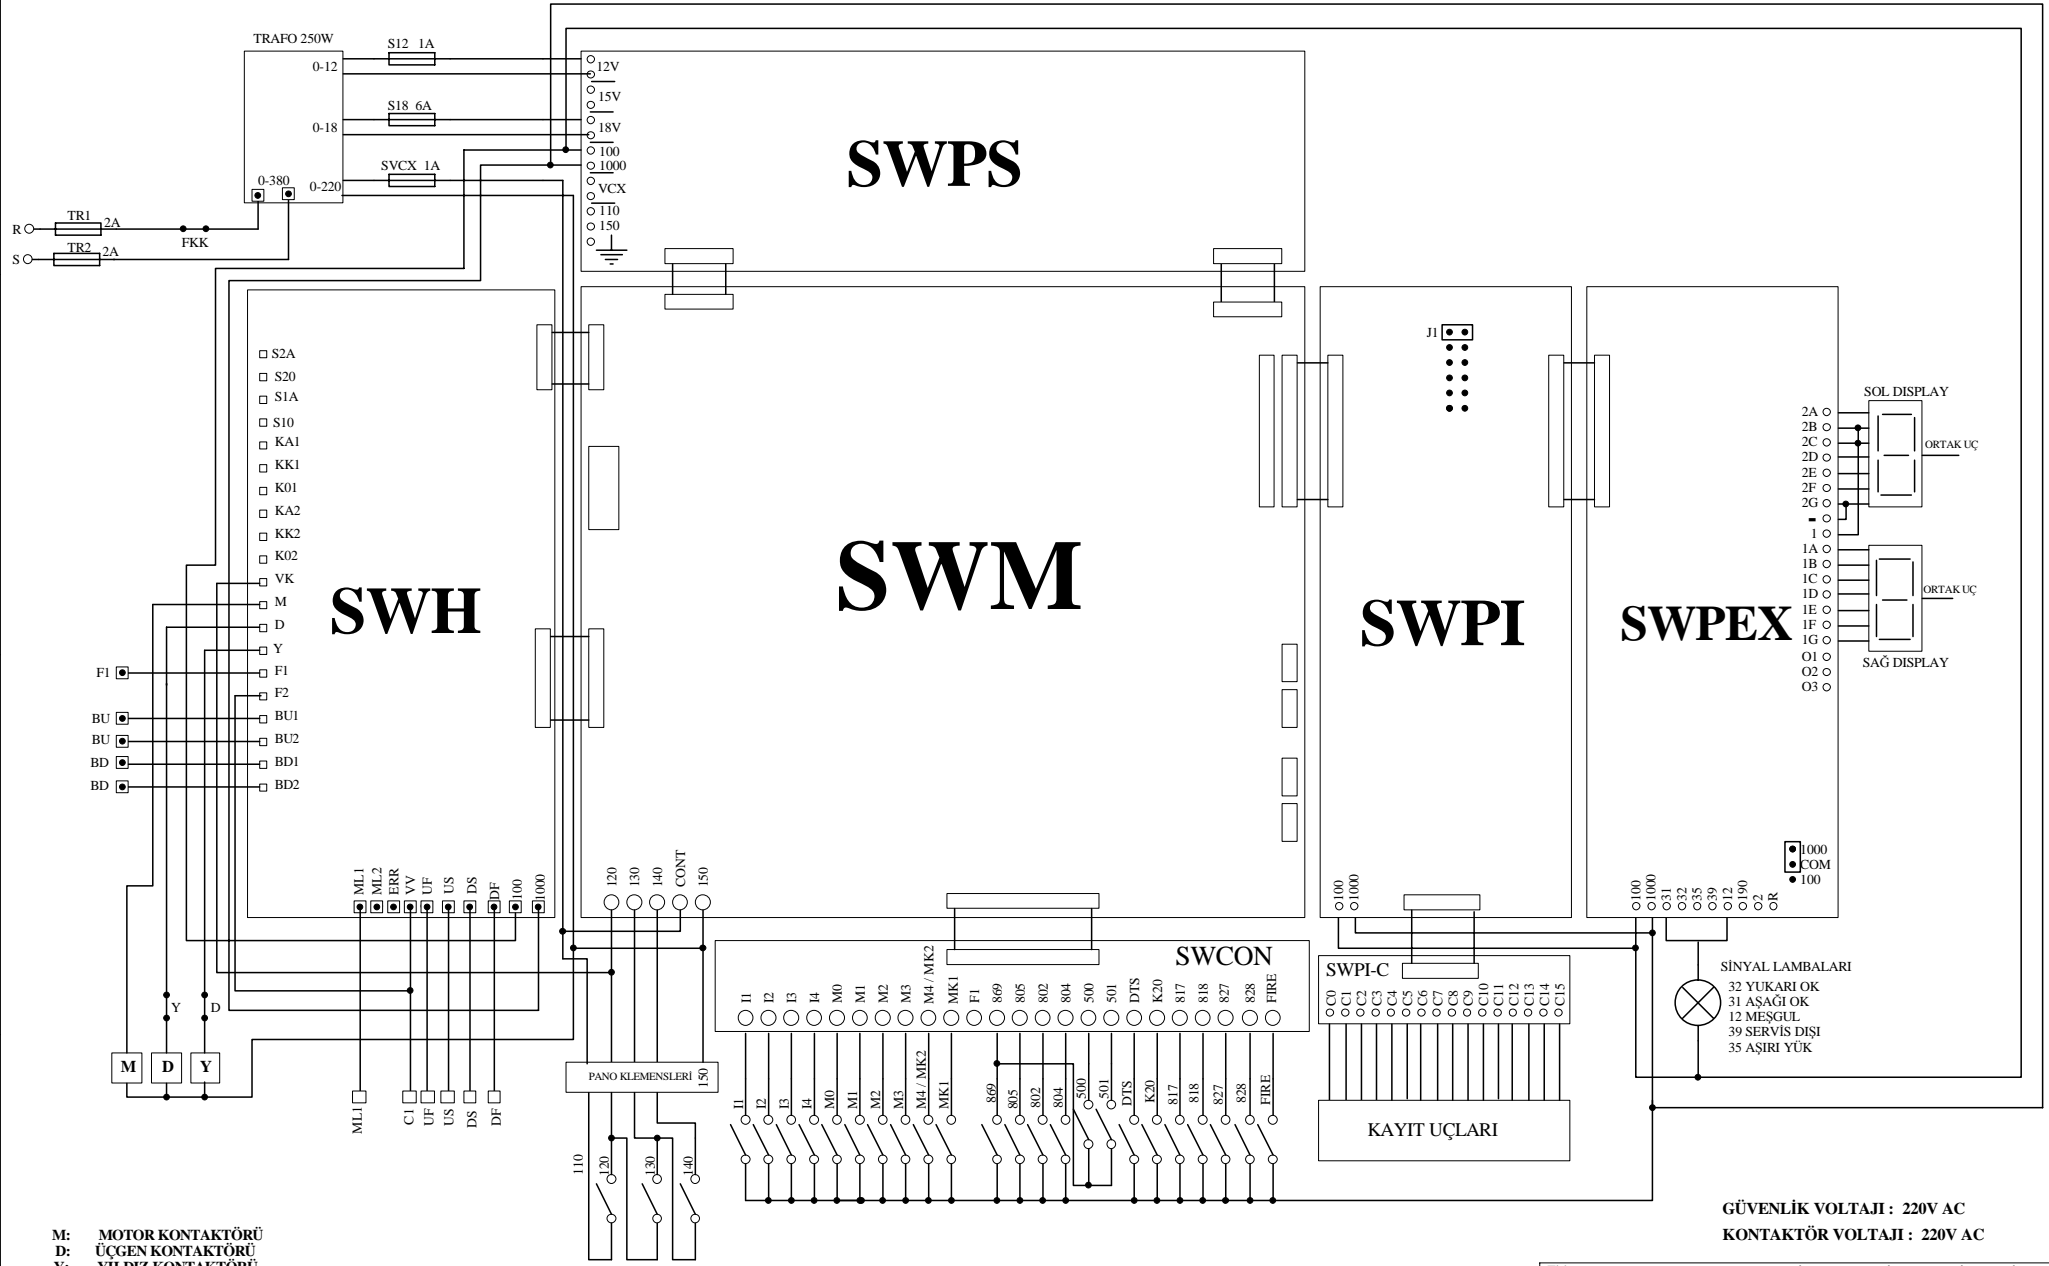 TRAFO 250W
S12 1A
0-12
12V
15V
S18 6A
0-18
18V
100
1000
SVCX 1A
0-380
0-220
VCX
110
150
SWPS
R
TR1
2A
FKK
S
TR2
2A
S2A
S20
S1A
S10
KA1
KK1
K01
KA2
KK2
K02
VK
M
D
Y
F1
F2
BU1
BU2
BD1
BD2
F1
BU
BU
BD
BD
SWH
SWM
J1
SWPI
SWPEX
SOL DISPLAY
ORTAK UÇ
2A
2B
2C
2D
2E
2F
2G
-
1
1A
1B
1C
1D
1E
1F
1G
O1
O2
O3
ORTAK UÇ
SAĞ DISPLAY
1000
COM
100
ML1
ML2
ERR
VV
UF
US
DS
DF
100
1000
120
130
140
CONT
150
100
1000
100
1000
31
32
35
39
12
190
2
R
SWCON
I1
I2
I3
I4
M0
M1
M2
M3
M4 / MK2
MK1
F1
869
805
802
804
500
501
DTS
K20
817
818
827
828
FIRE
SWPI-C
C0
C1
C2
C3
C4
C5
C6
C7
C8
C9
C10
C11
C12
C13
C14
C15
SİNYAL LAMBALARI
32 YUKARI OK
31 AŞAĞI OK
12 MEŞGUL
39 SERVİS DIŞI
35 AŞIRI YÜK
Y
D
M
D
Y
ML1
C1
UF
US
DS
DF
PANO KLEMENSLERİ
150
110
120
130
140
I1
I2
I3
I4
M0
M1
M2
M3
M4 / MK2
MK1
869
805
802
804
500
501
DTS
K20
817
818
827
828
FIRE
KAYIT UÇLARI
GÜVENLİK VOLTAJI : 220V AC
KONTAKTÖR VOLTAJI : 220V AC
M: MOTOR KONTAKTÖRÜ
D: ÜÇGEN KONTAKTÖRÜ
Y: YILDIZ KONTAKTÖRÜ